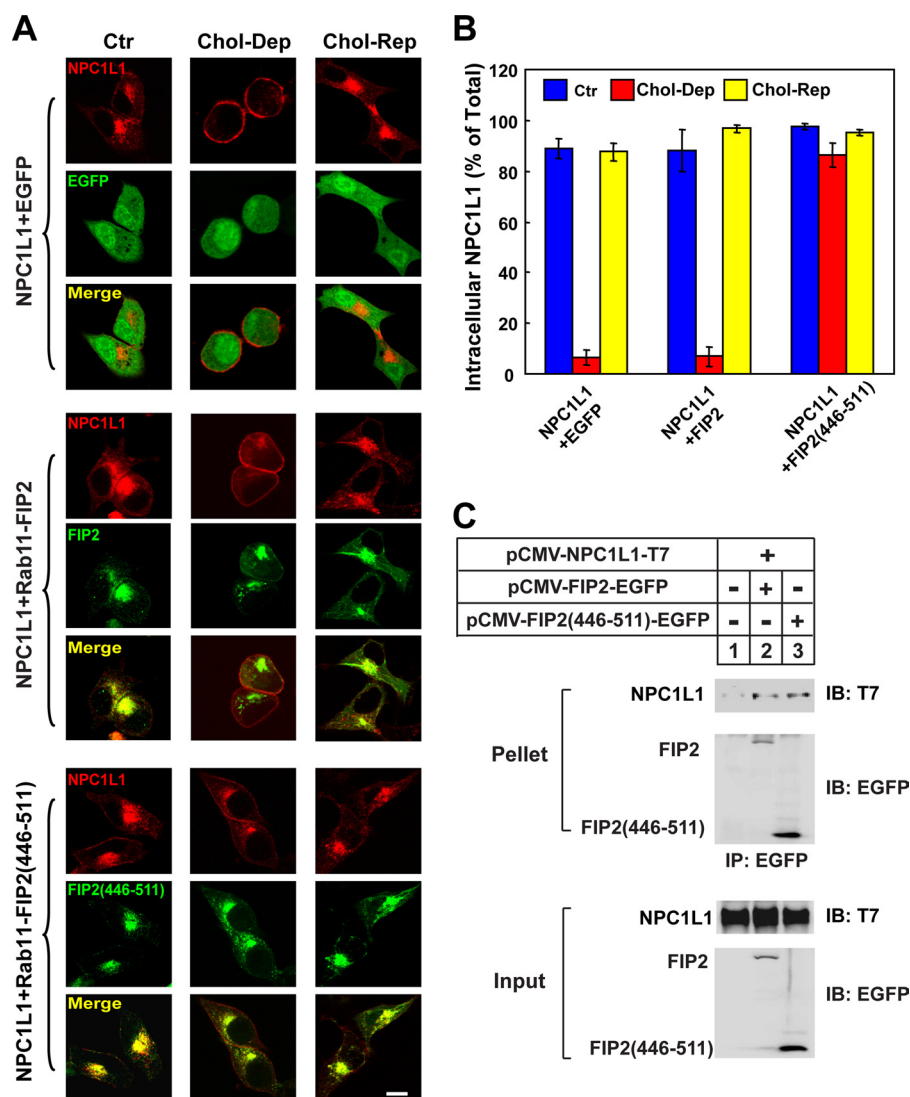 A
Ctr Chol-Dep Chol-Rep
NPC1L1+EGFP
NPC1L1
EGFP
Merge
NPC1L1+Rab11-FIP2
NPC1L1
FIP2
Merge
NPC1L1+Rab11-FIP2(446-511)
NPC1L1
FIP2(446-511)
Merge
B
Intracellular NPC1L1 (% of Total)
120
100
80
60
40
20
0
Ctr Chol-Dep Chol-Rep
NPC1L1
+EGFP
NPC1L1
+FIP2
NPC1L1
+FIP2(446-511)
C
pCMV-NPC1L1-T7 +
pCMV-FIP2-EGFP - + -
pCMV-FIP2(446-511)-EGFP - - +
1 2 3
Pellet
NPC1L1 IB: T7
FIP2
IB: EGFP
FIP2(446-511)
IP: EGFP
Input
NPC1L1 IB: T7
FIP2
IB: EGFP
FIP2(446-511)